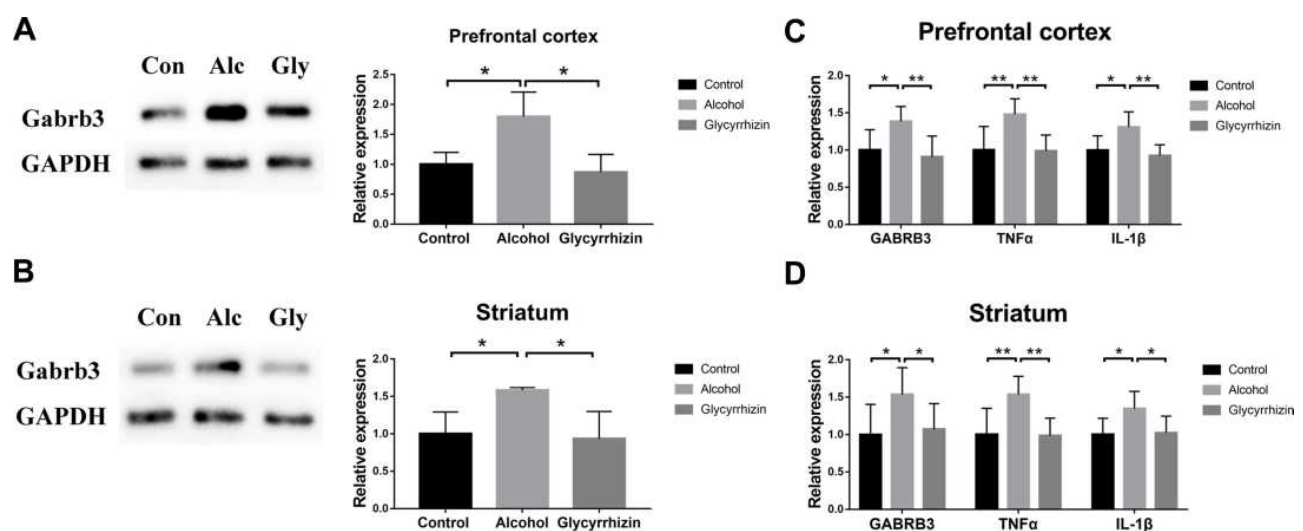 A
Con Alc Gly
Gabrb3
GAPDH
Prefrontal cortex
* *
Relative expression
2.5
2.0
1.5
1.0
0.5
0.0
Control Alcohol Glycyrrhizin
Control
Alcohol
Glycyrrhizin
B
Con Alc Gly
Gabrb3
GAPDH
Striatum
* *
Relative expression
2.0
1.5
1.0
0.5
0.0
Control Alcohol Glycyrrhizin
Control
Alcohol
Glycyrrhizin
C
Prefrontal cortex
* ** ** ** * **
Relative expression
2.0
1.5
1.0
0.5
0.0
GABRB3 TNFα IL-1β
Control
Alcohol
Glycyrrhizin
D
Striatum
* * ** ** * *
Relative expression
2.0
1.5
1.0
0.5
0.0
GABRB3 TNFα IL-1β
Control
Alcohol
Glycyrrhizin